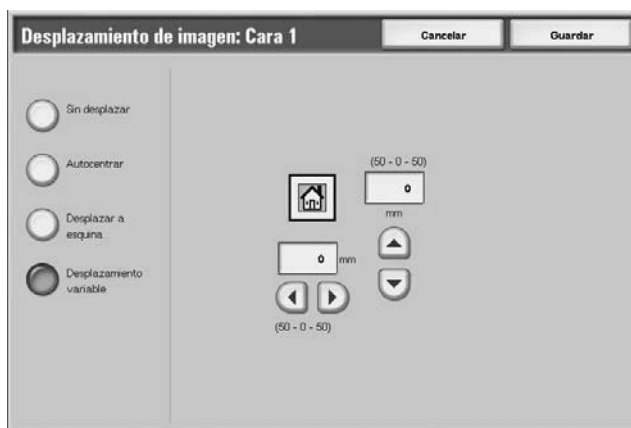 Desplazamiento de imagen: Cara 1
Cancelar
Guardar
Sin desplazar
Autocentrar
Desplazar a
esquina
Desplazamiento
variable
(50 - 0 - 50)
0
mm
0 mm
(50 - 0 - 50)